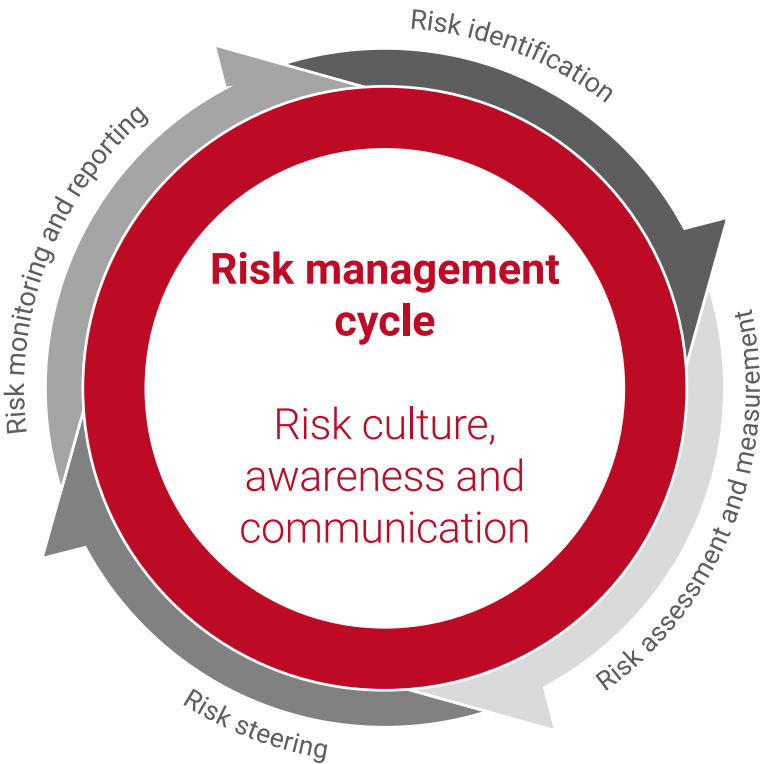 Risk identification
Risk assessment and measurement
Risk steering
Risk monitoring and reporting
Risk management
cycle
Risk culture,
awareness and
communication